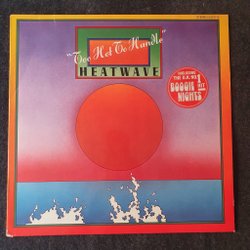 "Too Hot To Handle"
HEATWAVE
INCLUDING
THE U.K. NO. 1 HIT
BOOGIE
NIGHTS